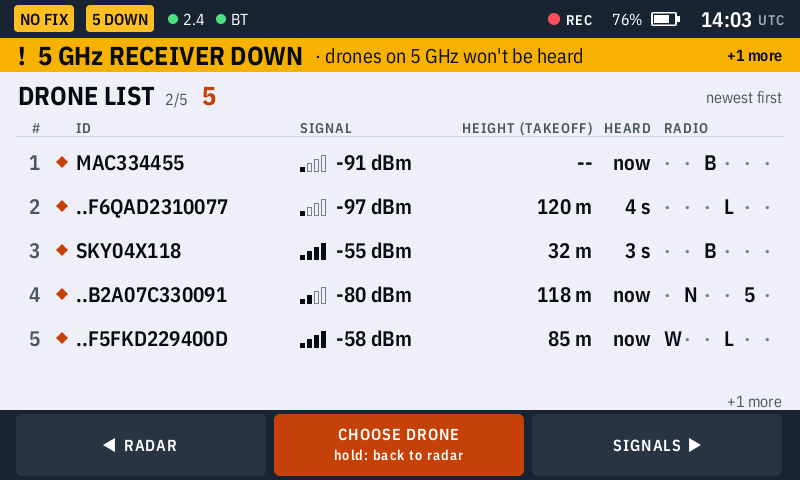 NO FIX 5 DOWN 2.4 BT REC 76% 14:03 UTC
! 5 GHz RECEIVER DOWN · drones on 5 GHz won't be heard +1 more
DRONE LIST 2/5 5 newest first
# ID SIGNAL HEIGHT (TAKEOFF) HEARD RADIO
1 MAC334455 -91 dBm -- now · · B · · ·
2 ..F6QAD2310077 -97 dBm 120 m 4 s · · · L · ·
3 SKY04X118 -55 dBm 32 m 3 s · · B · · ·
4 ..B2A07C330091 -80 dBm 118 m now · N · · 5 ·
5 ..F5FKD229400D -58 dBm 85 m now W · · L · ·
+1 more
◀ RADAR CHOOSE DRONE SIGNALS ▶
hold: back to radar